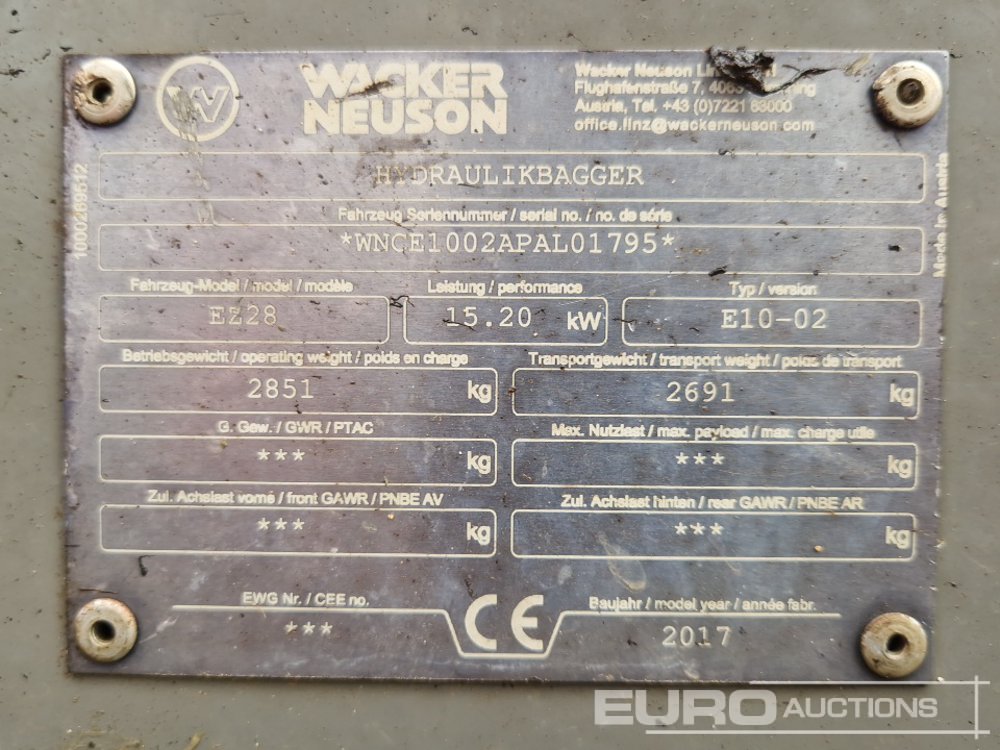 WACKER
NEUSON
Wacker Neuson
Flughafenstraße 7,
Austria, Tel. +43 (0)7221 63000
office.linz@wackerneuson.com
HYDRAULIKBAGGER
Fahrzeug Seriennummer / serial no. / no. de série
*WNCE1002APAL01795*
Fahrzeug-Model / model / modèle Leistung / performance Typ / version
EZ28 15.20 kW E10-02
Betriebsgewicht / operating weight / poids en charge Transportgewicht / transport weight / poids de transport
2851 kg 2691 kg
G. Gew. / GWR / PTAC Max. Nutzlast / max. payload / max. charge utile
*** kg *** kg
Zul. Achslast vorne / front GAWR / PNBE AV Zul. Achslast hinten / rear GAWR / PNBE AR
*** kg *** kg
EWG Nr. / CEE no. CE Baujahr / model year / année fabr.
*** 2017
1000269512
Made in Austria
EURO AUCTIONS